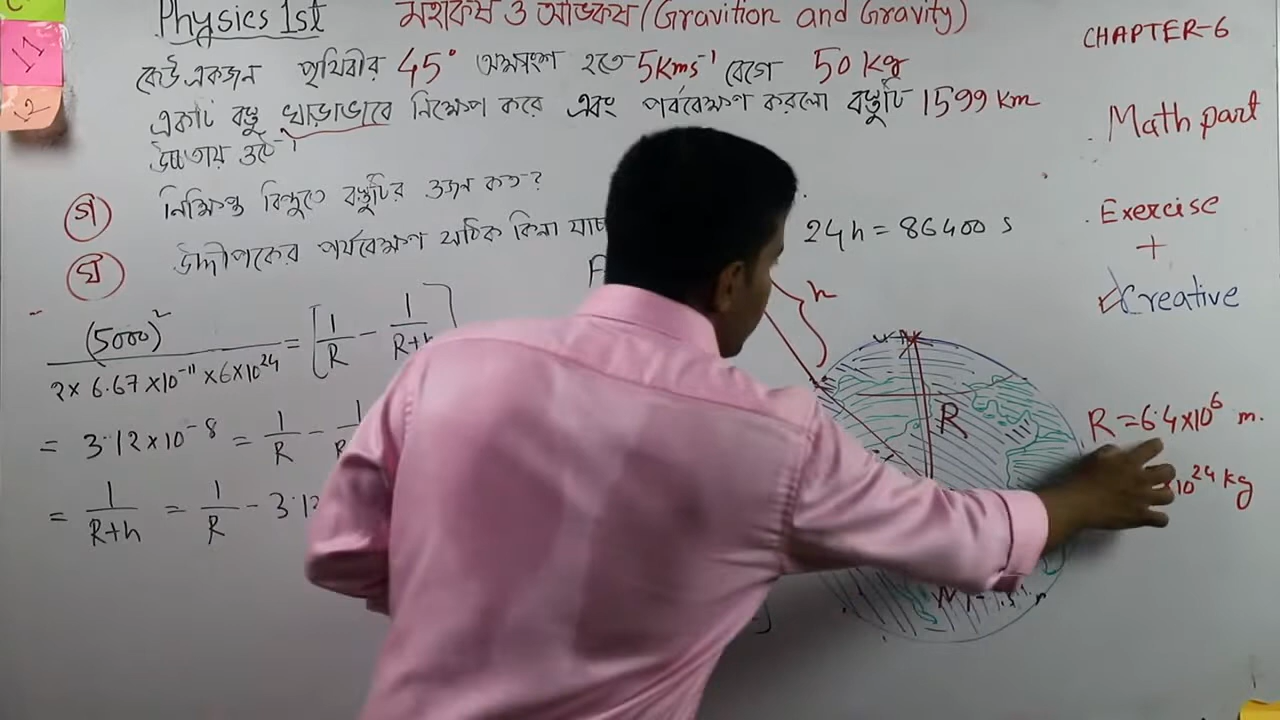 Physics 1st মহাকর্ষ ও অভিকর্ষ (Gravition and Gravity)
CHAPTER-6
11
2
কেউ একজন পৃথিবীর 45° অক্ষাংশ হতে 5kms⁻¹ বেগে 50 kg
একটি বস্তু খাড়াভাবে নিক্ষেপ করে এবং পর্যবেক্ষণ করলো বস্তুটি 1599 km
উচ্চতায় ওঠে।
Math part
গ নিক্ষিপ্ত বিন্দুতে বস্তুটির ওজন কত?
ঘ উদ্দীপকের পর্যবেক্ষণ সঠিক কিনা
24h = 86400 s
Exercise
+
Creative
h
(5000)² / 2×6.67×10⁻¹¹×6×10²⁴ = [1/R − 1/R+h
= 3.12×10⁻⁸ = 1/R −
= 1/R+h = 1/R − 3.12
R
R = 6.4×10⁶ m.
×10²⁴ kg